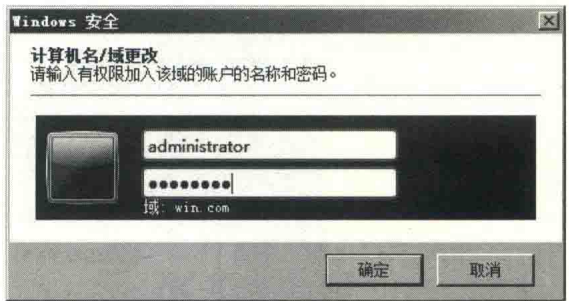 Windows 安全
计算机名/域更改
请输入有权限加入该域的账户的名称和密码。
administrator
●●●●●●●●
域: win.com
确定
取消